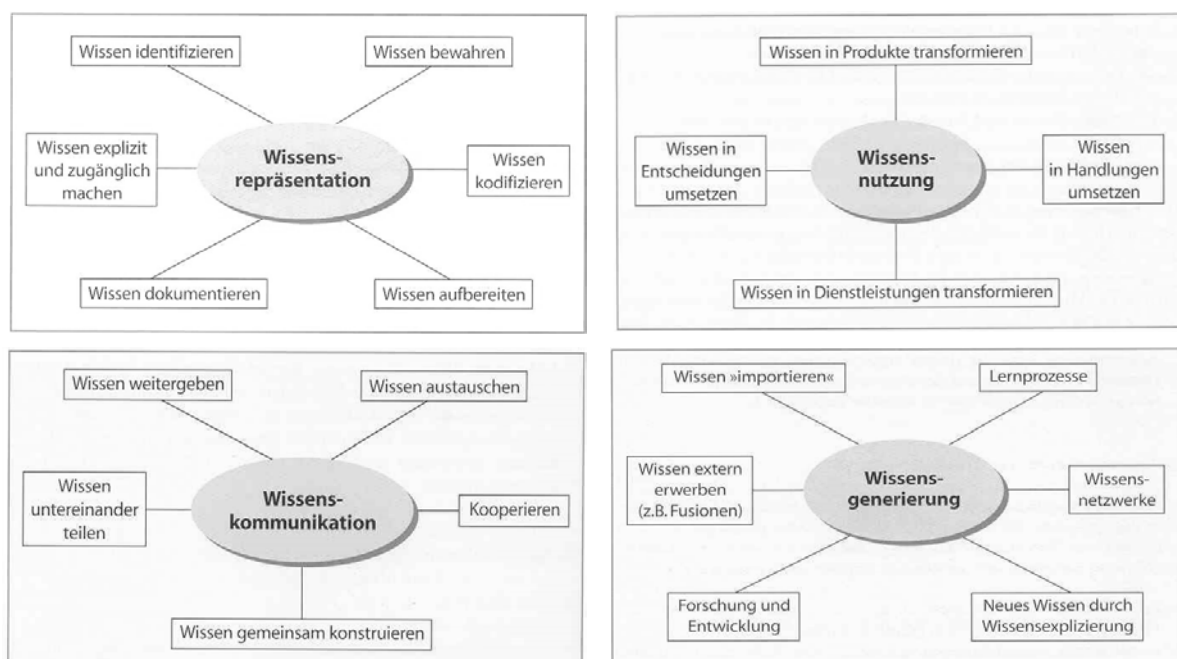 Wissen identifizieren
Wissen bewahren
Wissen explizit
und zugänglich
machen
Wissens-
repräsentation
Wissen
kodifizieren
Wissen dokumentieren
Wissen aufbereiten
Wissen in Produkte transformieren
Wissen in
Entscheidungen
umsetzen
Wissens-
nutzung
Wissen
in Handlungen
umsetzen
Wissen in Dienstleistungen transformieren
Wissen weitergeben
Wissen austauschen
Wissen
untereinander
teilen
Wissens-
kommunikation
Kooperieren
Wissen gemeinsam konstruieren
Wissen »importieren«
Lernprozesse
Wissen extern
erwerben
(z.B. Fusionen)
Wissens-
generierung
Wissens-
netzwerke
Forschung und
Entwicklung
Neues Wissen durch
Wissensexplizierung